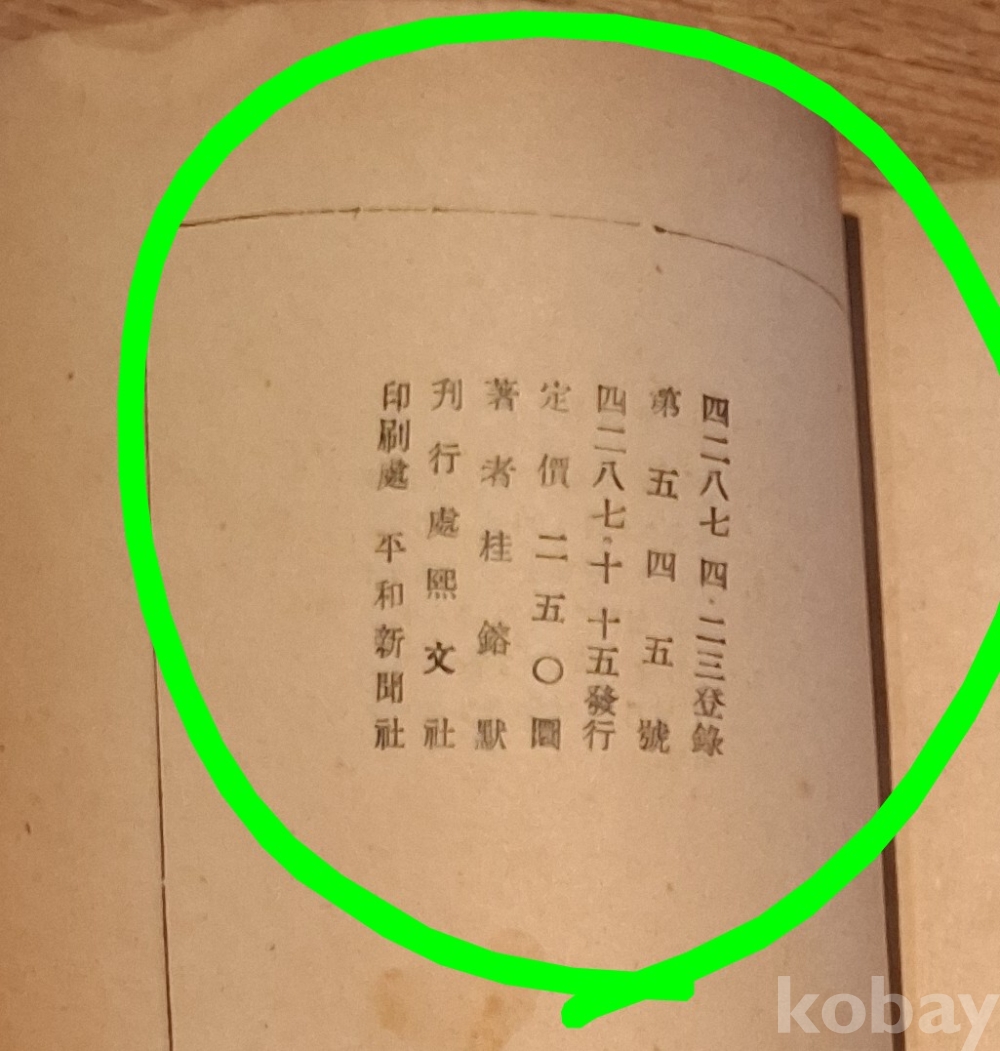 四二八七 四·二三登錄
第五四五號
四二八七·十 十五發行
定價二五〇圜
著者桂鎔默
刋行處熙文社
印刷處 平和新聞社
kobay